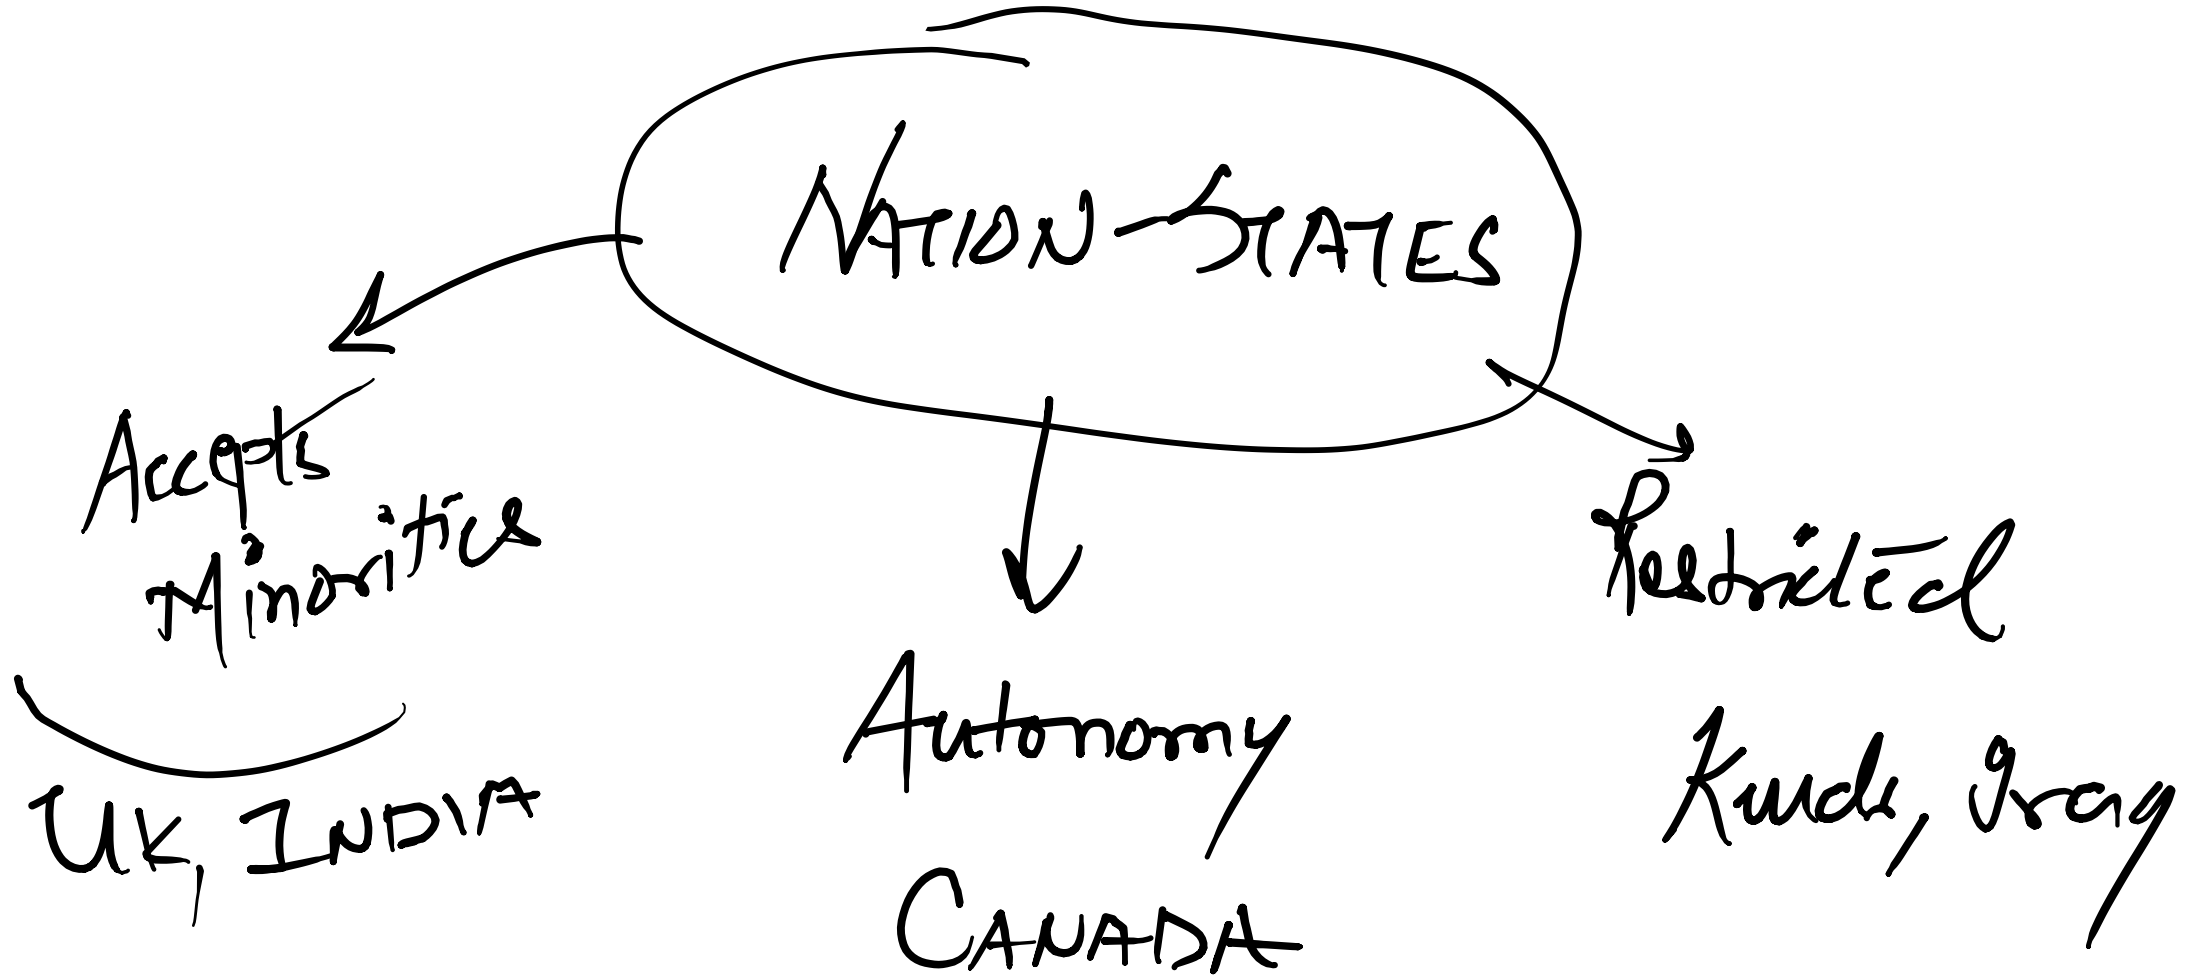 NATION-STATES
Accepts
Minorities
UK, INDIA
Autonomy
CANADA
Restricted
Kurds, Iraq